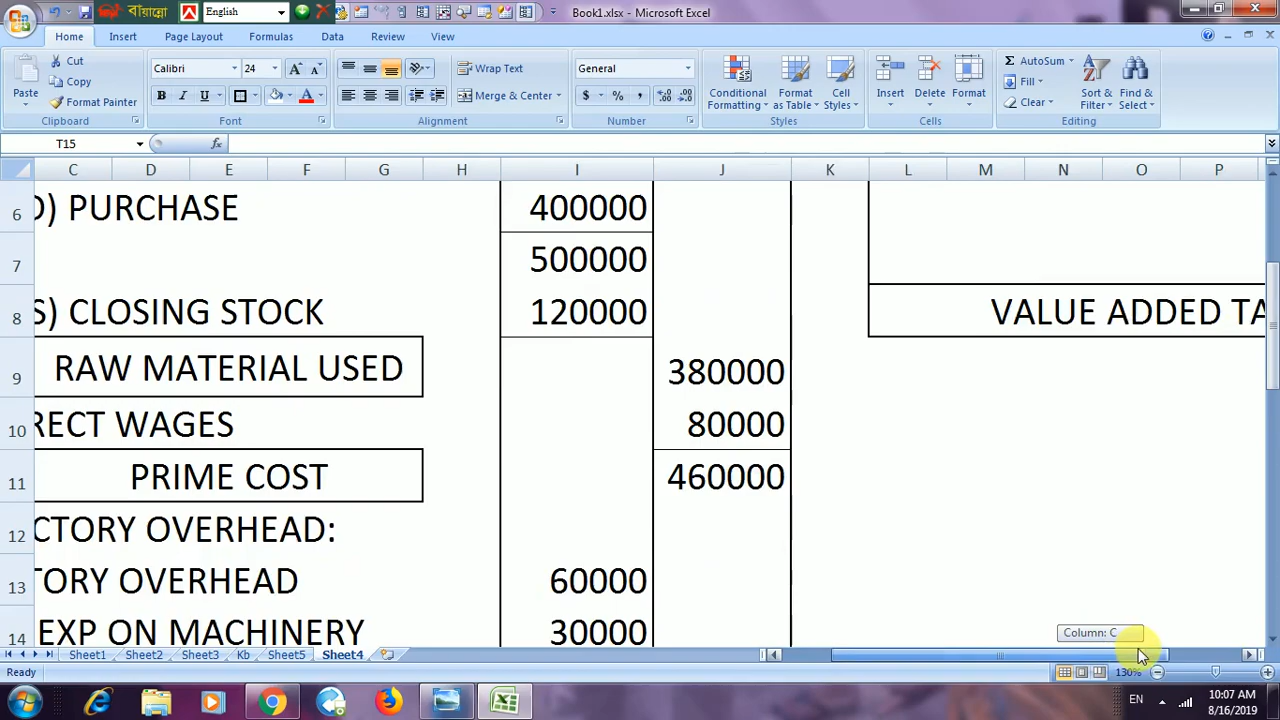 বাঁয়ান্নো English Book1.xlsx - Microsoft Excel
Home Insert Page Layout Formulas Data Review View
Paste Cut Copy Format Painter Clipboard
Calibri 24 A A B I U A Font
Wrap Text Merge & Center Alignment
General $ % , .0 .00 Number
Conditional Formatting Format as Table Cell Styles Styles
Insert Delete Format Cells
Σ AutoSum Fill Clear Sort & Filter Find & Select Editing
T15 fx
C D E F G H I J K L M N O P
6 D) PURCHASE 400000
7 500000
8 S) CLOSING STOCK 120000 VALUE ADDED TA
9 RAW MATERIAL USED 380000
10 RECT WAGES 80000
11 PRIME COST 460000
12 CTORY OVERHEAD:
13 TORY OVERHEAD 60000
14 EXP ON MACHINERY 30000
Column: C
Sheet1 Sheet2 Sheet3 Kb Sheet5 Sheet4
Ready 130%
EN 10:07 AM
8/16/2019